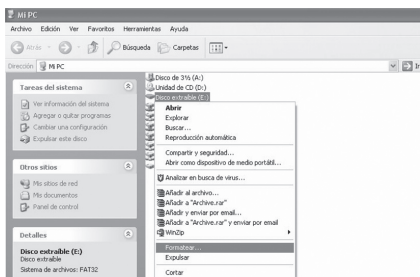 Mi PC
Archivo Edición Ver Favoritos Herramientas Ayuda
Atrás Búsqueda Carpetas
Dirección Mi PC Ir
Tareas del sistema
Ver información del sistema
Agregar o quitar programas
Cambiar una configuración
Expulsar este disco
Otros sitios
Mis sitios de red
Mis documentos
Panel de control
Detalles
Disco extraíble (E:)
Disco extraíble
Sistema de archivos: FAT32
Disco de 3½ (A:)
Unidad de CD (D:)
Disco extraíble (E:)
Abrir
Explorar
Buscar...
Reproducción automática
Compartir y seguridad...
Abrir como dispositivo de medio portátil...
Analizar en busca de virus...
Añadir al archivo...
Añadir a "Archive.rar"
Añadir y enviar por email...
Añadir a "Archive.rar" y enviar por email
WinZip
Formatear...
Expulsar
Cortar